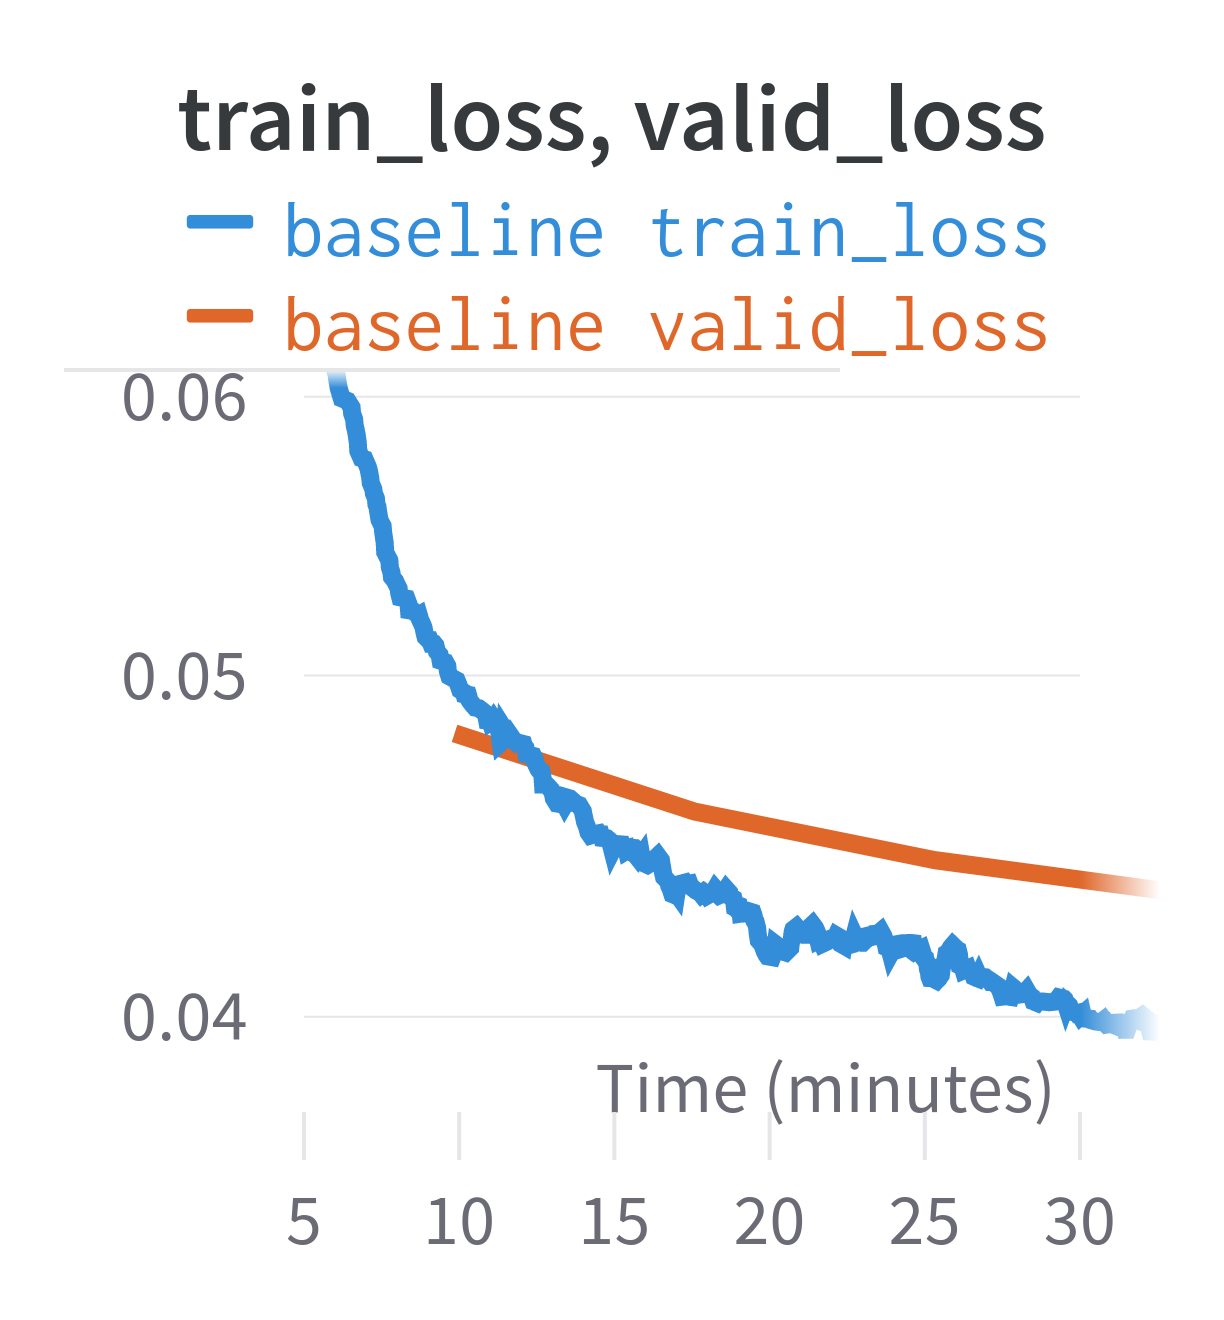 train_loss, valid_loss
baseline train_loss
baseline valid_loss
0.06
0.05
0.04
Time (minutes)
5 10 15 20 25 30